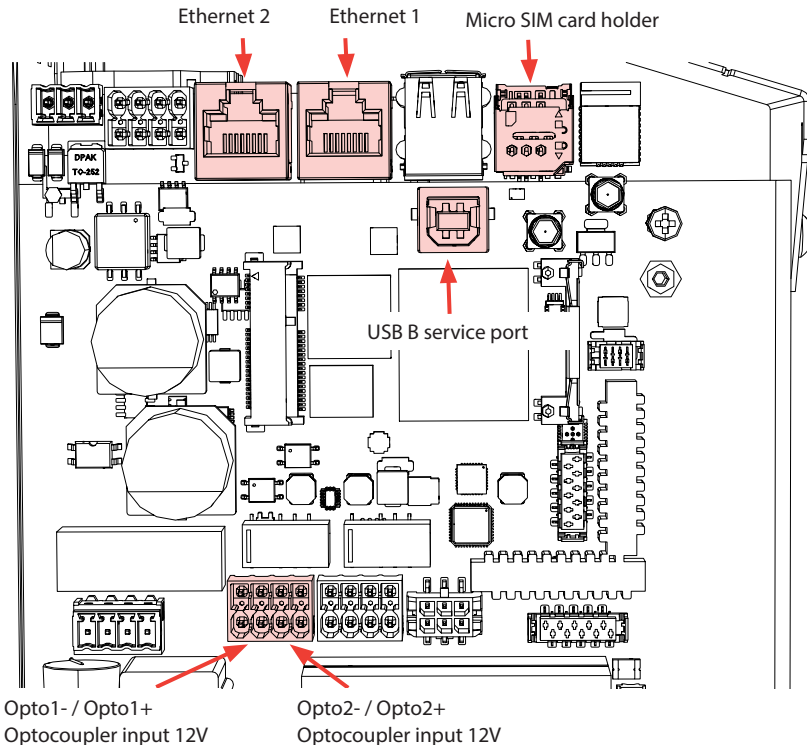 Ethernet 2
Ethernet 1
Micro SIM card holder
DPAK
TO-252
USB B service port
Opto1- / Opto1+
Optocoupler input 12V
Opto2- / Opto2+
Optocoupler input 12V